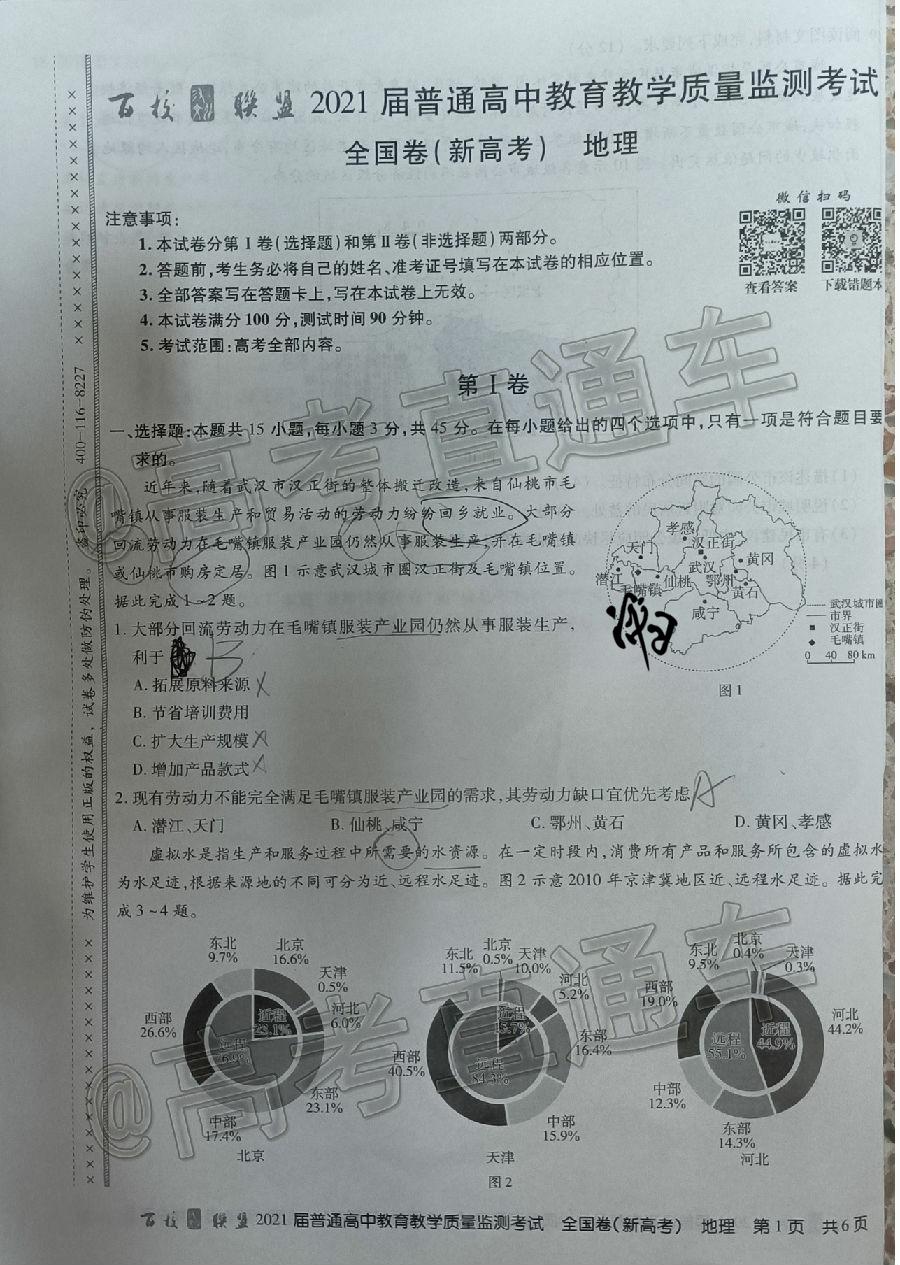 百校联盟 2021届普通高中教育教学质量监测考试
全国卷(新高考) 地理
微信扫码
查看答案 下载错题本
注意事项:
1.本试卷分第Ⅰ卷(选择题)和第Ⅱ卷(非选择题)两部分。
2.答题前,考生务必将自己的姓名、准考证号填写在本试卷的相应位置。
3.全部答案写在答题卡上,写在本试卷上无效。
4.本试卷满分100分,测试时间90分钟。
5.考试范围:高考全部内容。
第Ⅰ卷
一、选择题:本题共15小题,每小题3分,共45分。在每小题给出的四个选项中,只有一项是符合题目要
求的。
近年来,随着武汉市汉正街的整体搬迁改造,来自仙桃市毛
嘴镇从事服装生产和贸易活动的劳动力纷纷回乡就业。大部分
回流劳动力在毛嘴镇服装产业园仍然从事服装生产,并在毛嘴镇
或仙桃市购房定居。图1示意武汉城市圈汉正街及毛嘴镇位置。
据此完成1~2题。
孝感
汉正街
天门
武汉
黄冈
潜江
仙桃
鄂州
毛嘴镇
黄石
咸宁
武汉城市圈
市界
汉正街
毛嘴镇
0 40 80 km
图1
1.大部分回流劳动力在毛嘴镇服装产业园仍然从事服装生产,
利于 B
A.拓展原料来源
B.节省培训费用
C.扩大生产规模
D.增加产品款式
2.现有劳动力不能完全满足毛嘴镇服装产业园的需求,其劳动力缺口宜优先考虑 A
A.潜江、天门 B.仙桃、咸宁 C.鄂州、黄石 D.黄冈、孝感
虚拟水是指生产和服务过程中所需要的水资源。在一定时段内,消费所有产品和服务所包含的虚拟水
为水足迹,根据来源地的不同可分为近、远程水足迹。图2示意2010年京津冀地区近、远程水足迹。据此完
成3~4题。
东北 9.7%
北京 16.6%
天津 0.5%
河北 6.0%
东部 23.1%
中部 17.4%
西部 26.6%
近程 23.1%
远程 76.9%
北京
东北 11.5%
北京 0.5%
天津 10.0%
河北 5.2%
东部 16.4%
中部 15.9%
西部 40.5%
近程 15.7%
远程 84.3%
天津
东北 9.5%
北京 0.4%
天津 0.3%
河北 44.2%
东部 14.3%
中部 12.3%
西部 19.0%
近程 44.9%
远程 55.1%
河北
图2
百校联盟 2021届普通高中教育教学质量监测考试 全国卷(新高考) 地理 第1页 共6页
为维护学生使用正版的权益,试卷多处做防伪处理。
400-116-8227
@高考直通车
@高考直通车